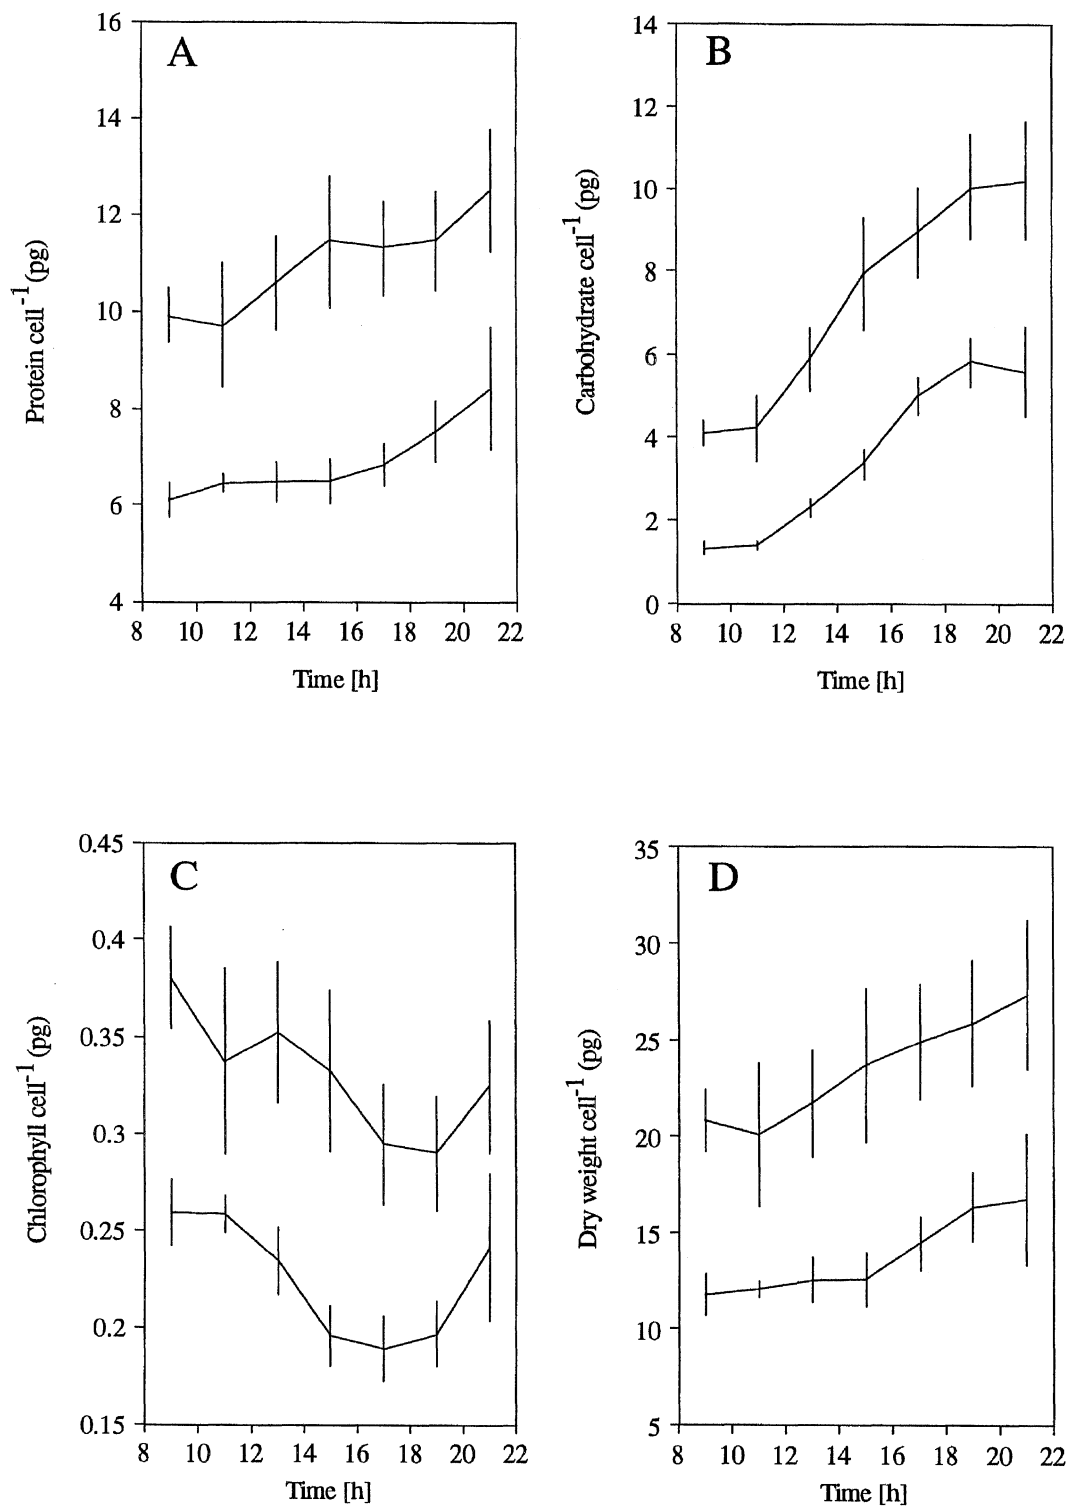 A
Protein cell-1 (pg)
16
14
12
10
8
6
4
8 10 12 14 16 18 20 22
Time [h]
B
Carbohydrate cell-1 (pg)
14
12
10
8
6
4
2
0
8 10 12 14 16 18 20 22
Time [h]
C
Chlorophyll cell-1 (pg)
0.45
0.4
0.35
0.3
0.25
0.2
0.15
8 10 12 14 16 18 20 22
Time [h]
D
Dry weight cell-1 (pg)
35
30
25
20
15
10
5
8 10 12 14 16 18 20 22
Time [h]